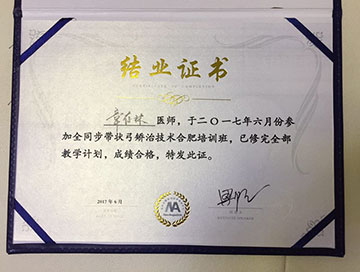 结业证书
CERTIFICATE OF COMPLETION
医师,于二〇一七年六月份参
加全同步带状弓矫治技术合肥培训班,已修完全部
教学计划,成绩合格,特发此证。
2017年6月